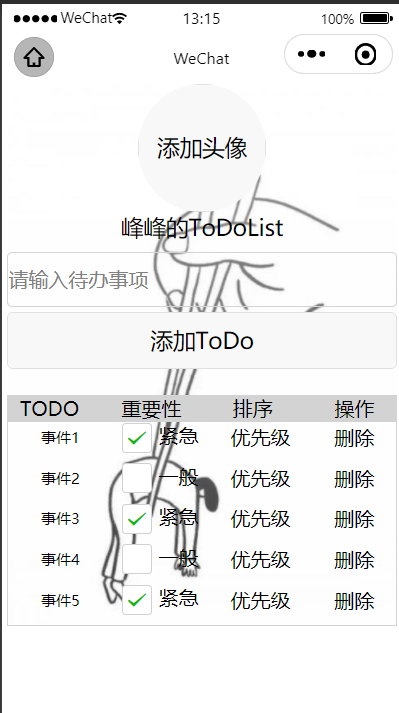 WeChat 13:15 100%
WeChat
添加头像
峰峰的ToDoList
请输入待办事项
添加ToDo
TODO 重要性 排序 操作
事件1 紧急 优先级 删除
事件2 一般 优先级 删除
事件3 紧急 优先级 删除
事件4 一般 优先级 删除
事件5 紧急 优先级 删除